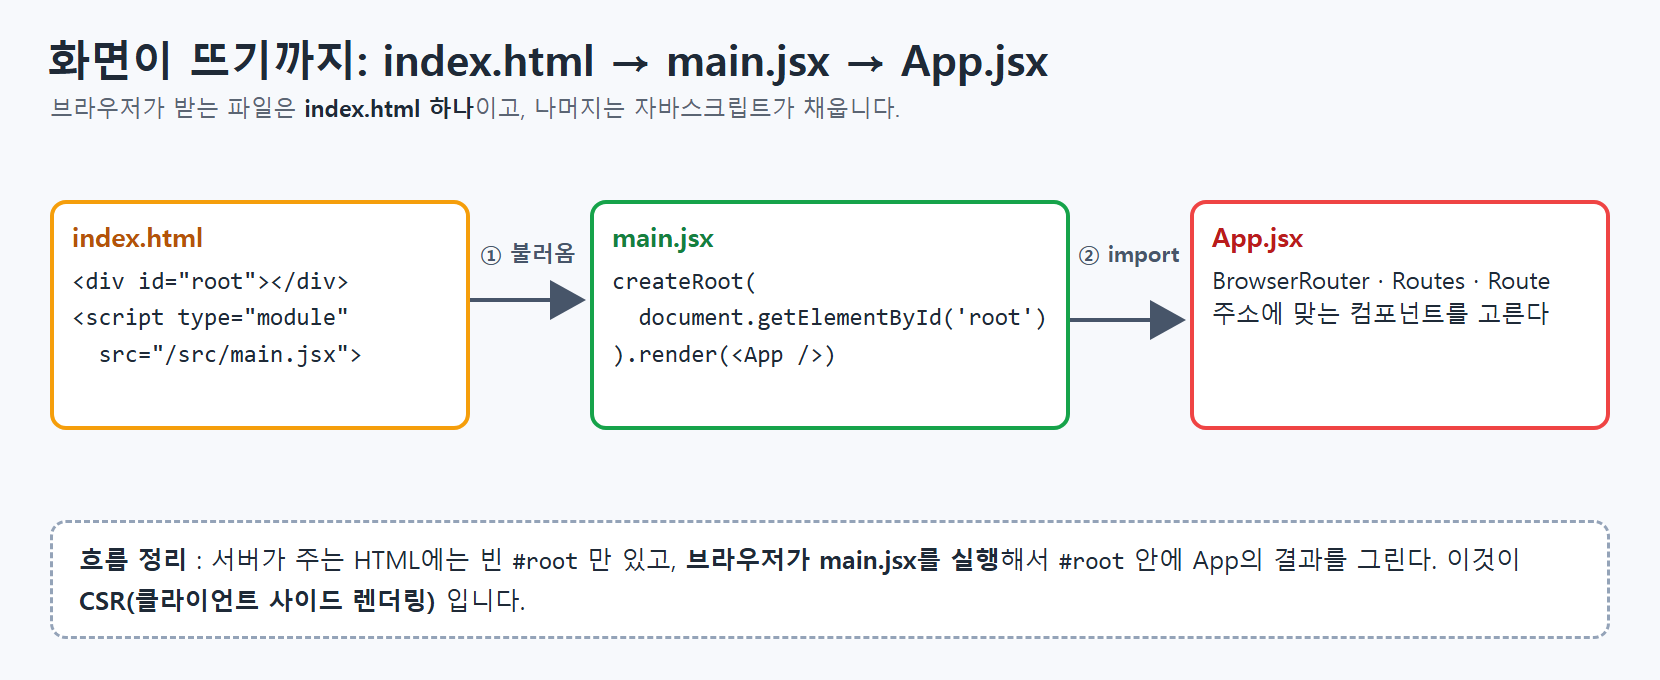 화면이 뜨기까지: index.html → main.jsx → App.jsx
브라우저가 받는 파일은 index.html 하나이고, 나머지는 자바스크립트가 채웁니다.
index.html
<div id="root"></div>
<script type="module"
src="/src/main.jsx">
① 불러옴
main.jsx
createRoot(
document.getElementById('root')
).render(<App />)
② import
App.jsx
BrowserRouter · Routes · Route
주소에 맞는 컴포넌트를 고른다
흐름 정리 : 서버가 주는 HTML에는 빈 #root 만 있고, 브라우저가 main.jsx를 실행해서 #root 안에 App의 결과를 그린다. 이것이
CSR(클라이언트 사이드 렌더링) 입니다.